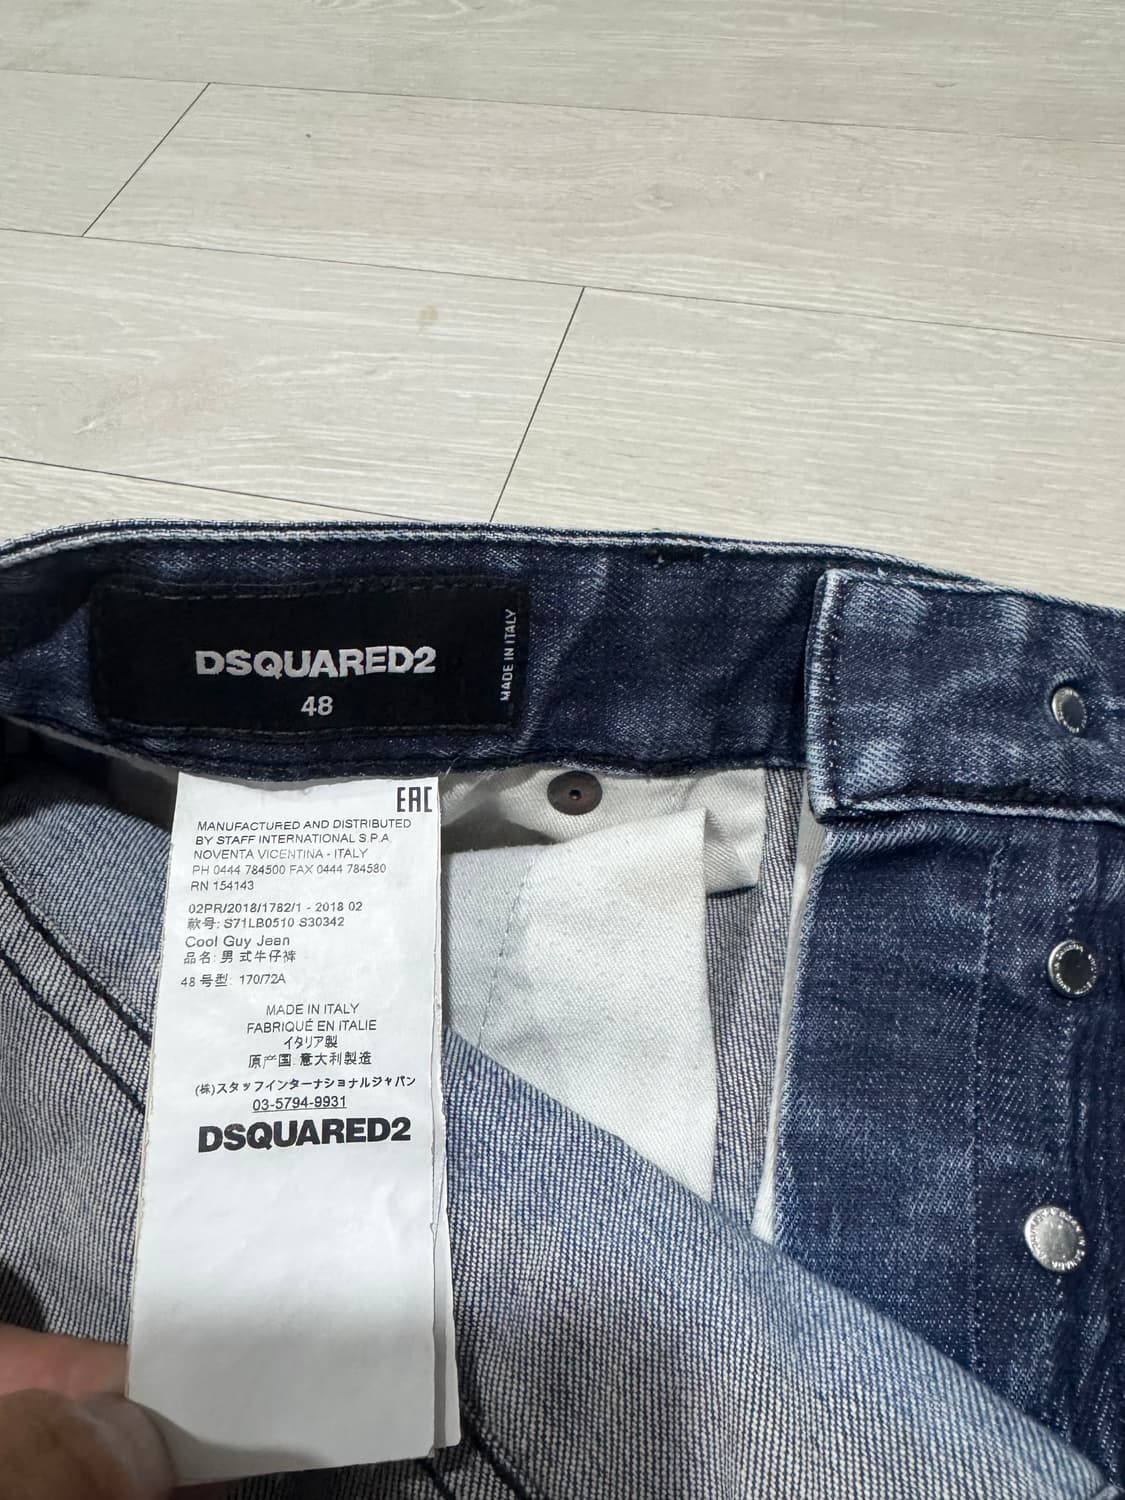 DSQUARED2
48
MADE IN ITALY
EAC
MANUFACTURED AND DISTRIBUTED
BY STAFF INTERNATIONAL S.P.A.
NOVENTA VICENTINA - ITALY
PH 0444 784500 FAX 0444 784580
RN 154143
02PR/2018/1782/1 - 2018 02
款号: S71LB0510 S30342
Cool Guy Jean
品名: 男式牛仔裤
48 号型: 170/72A
MADE IN ITALY
FABRIQUÉ EN ITALIE
イタリア製
原产国: 意大利製造
(株)スタッフインターナショナルジャパン
03-5794-9931
DSQUARED2